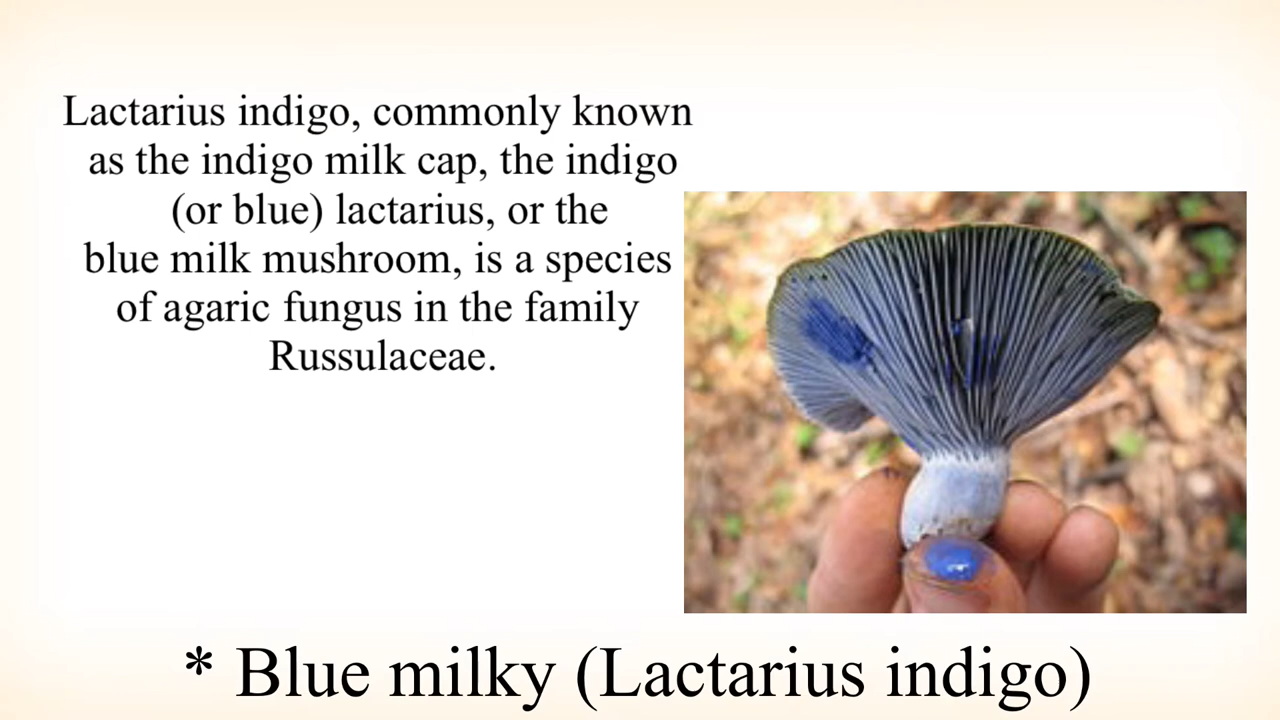 Lactarius indigo, commonly known
as the indigo milk cap, the indigo
(or blue) lactarius, or the
blue milk mushroom, is a species
of agaric fungus in the family
Russulaceae.
* Blue milky (Lactarius indigo)